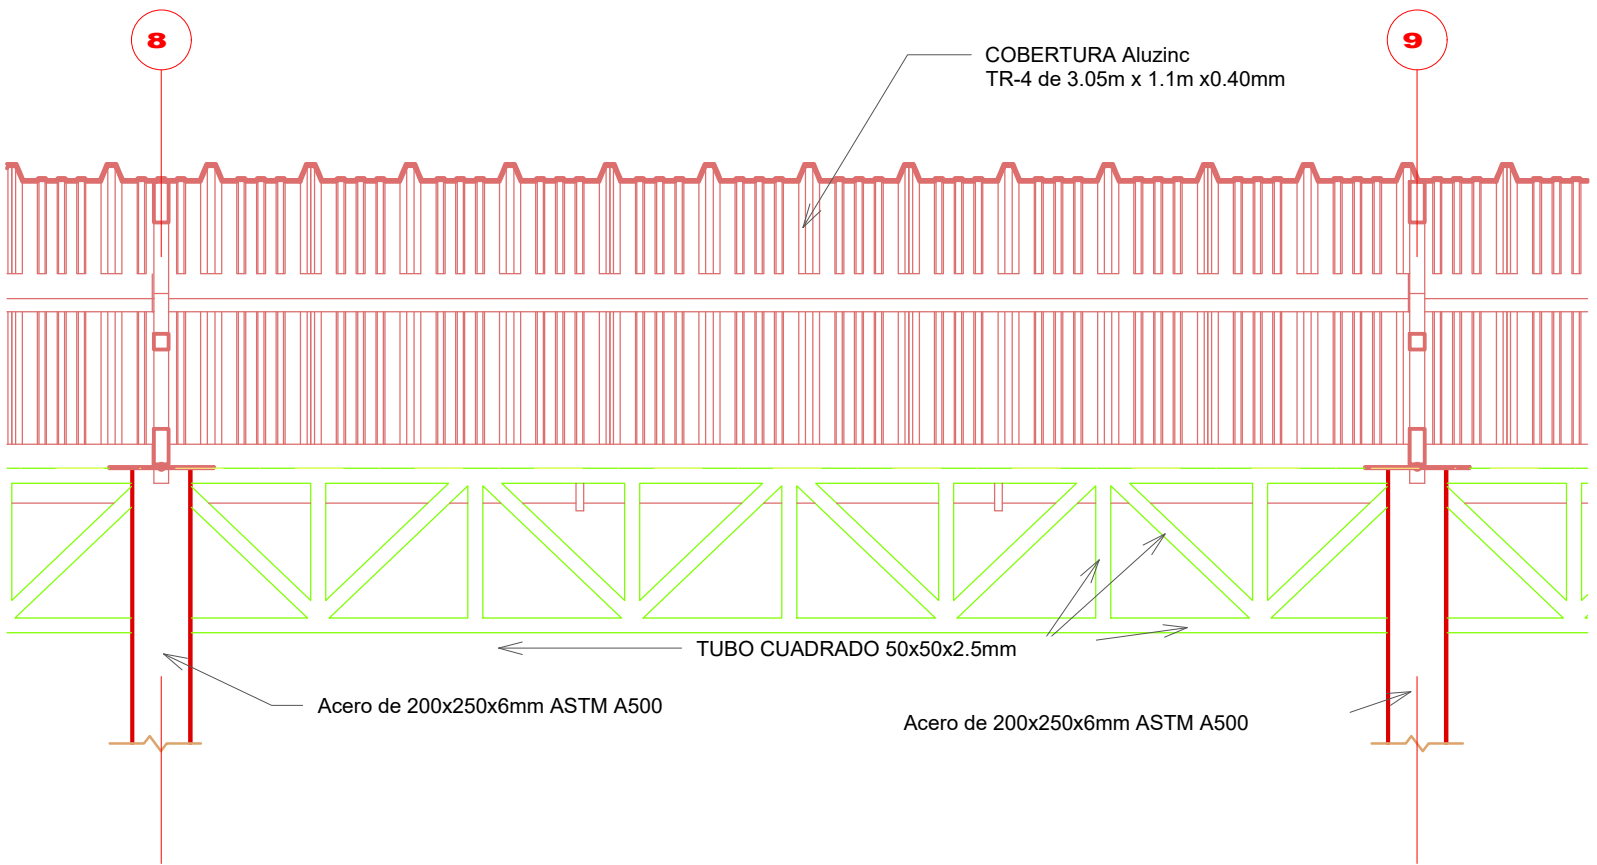 8
9
COBERTURA Aluzinc
TR-4 de 3.05m x 1.1m x0.40mm
TUBO CUADRADO 50x50x2.5mm
Acero de 200x250x6mm ASTM A500
Acero de 200x250x6mm ASTM A500